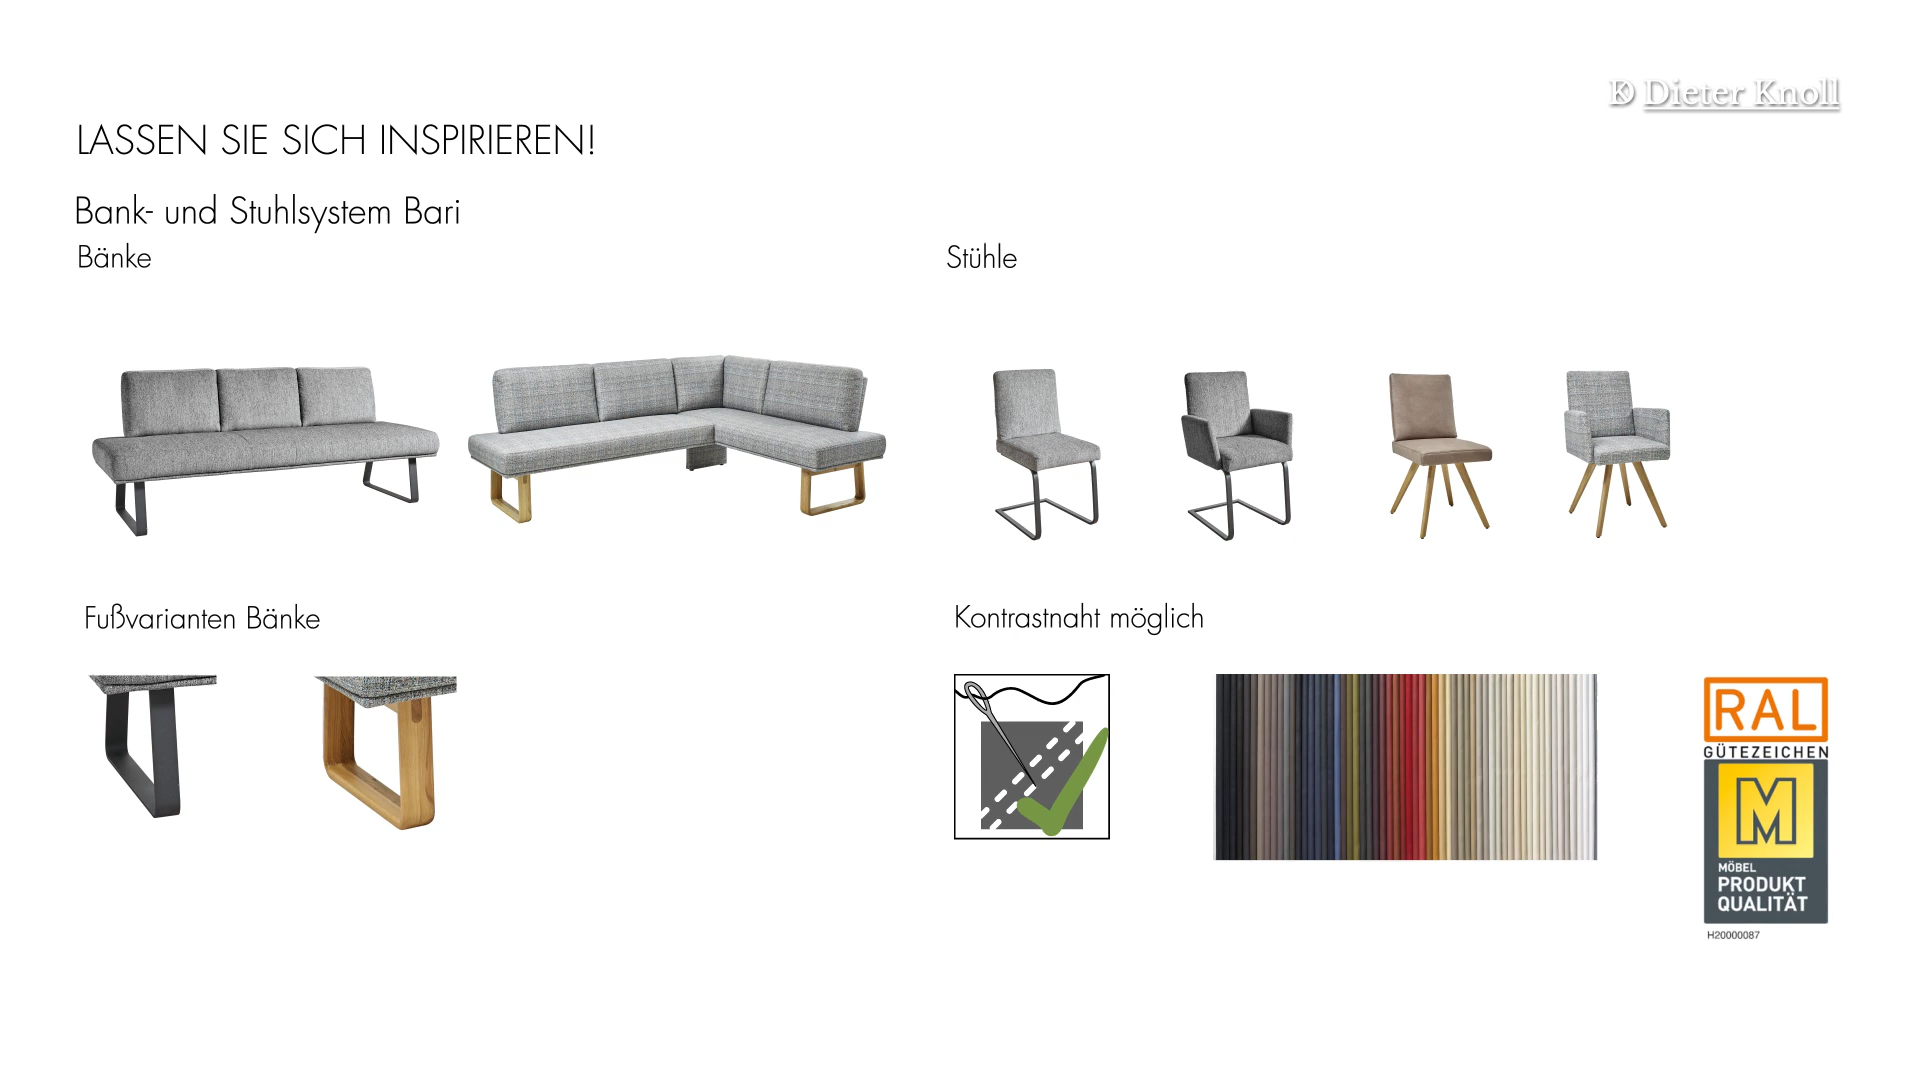 Dieter Knoll
LASSEN SIE SICH INSPIRIEREN!
Bank- und Stuhlsystem Bari
Bänke
Stühle
Fußvarianten Bänke
Kontrastnaht möglich
RAL
GÜTEZEICHEN
M
MÖBEL
PRODUKT
QUALITÄT
H20000087